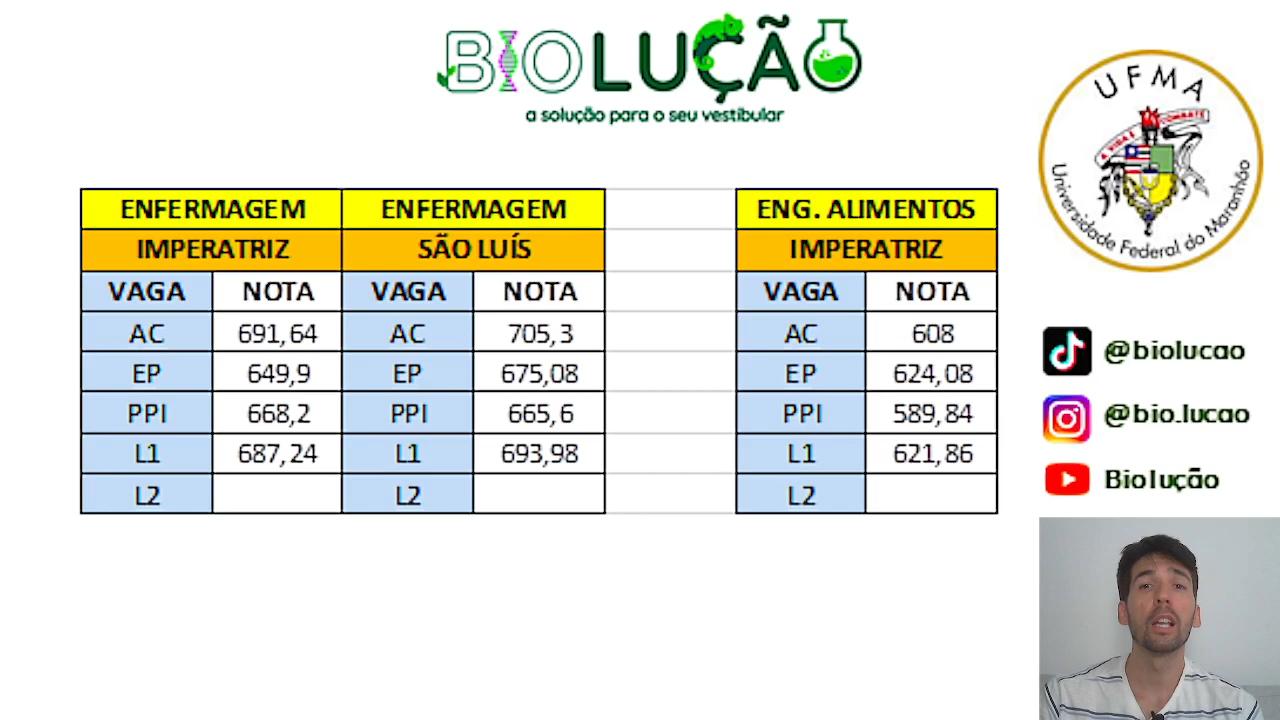 BIOLUÇÃO
a solução para o seu vestibular
UFMA
A VIDA É COMBATE
Universidade Federal do Maranhão
ENFERMAGEM ENFERMAGEM ENG. ALIMENTOS
IMPERATRIZ SÃO LUÍS IMPERATRIZ
VAGA NOTA VAGA NOTA VAGA NOTA
AC 691,64 AC 705,3 AC 608
EP 649,9 EP 675,08 EP 624,08
PPI 668,2 PPI 665,6 PPI 589,84
L1 687,24 L1 693,98 L1 621,86
L2 L2 L2
@biolucao
@bio.lucao
Biolução